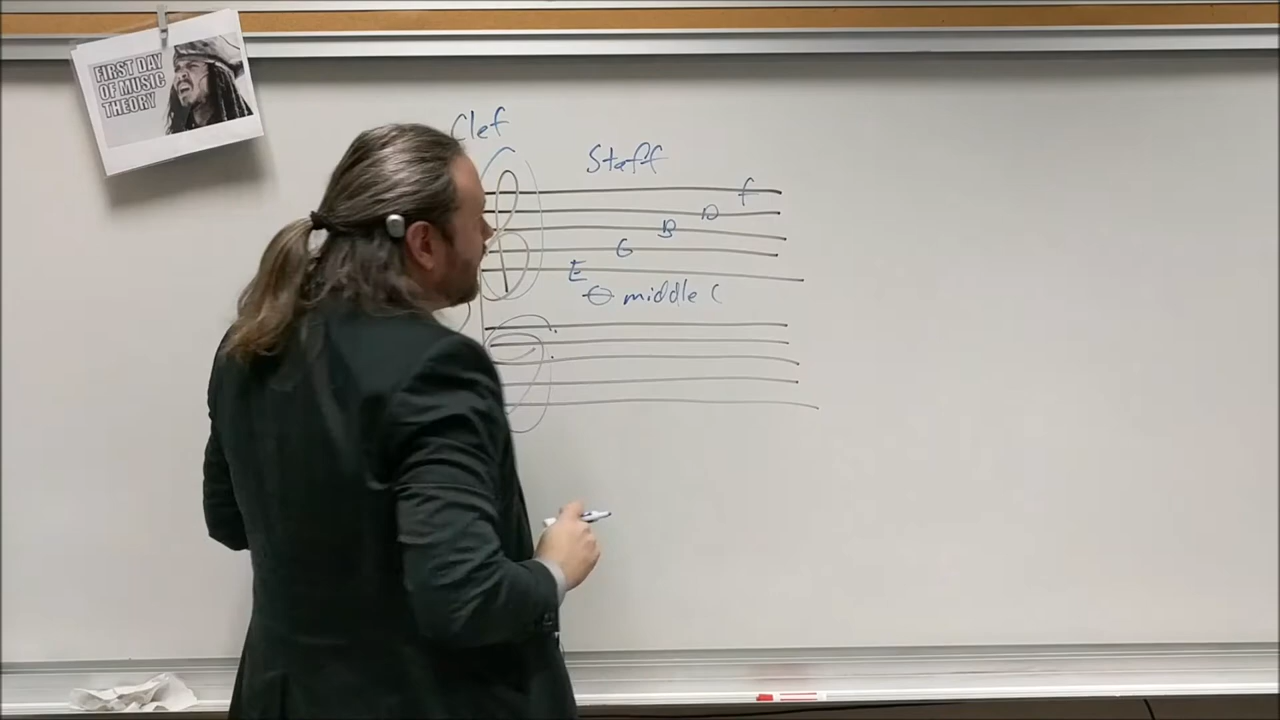 FIRST DAY
OF MUSIC
THEORY
Clef
Staff
F
D
B
G
E
middle C